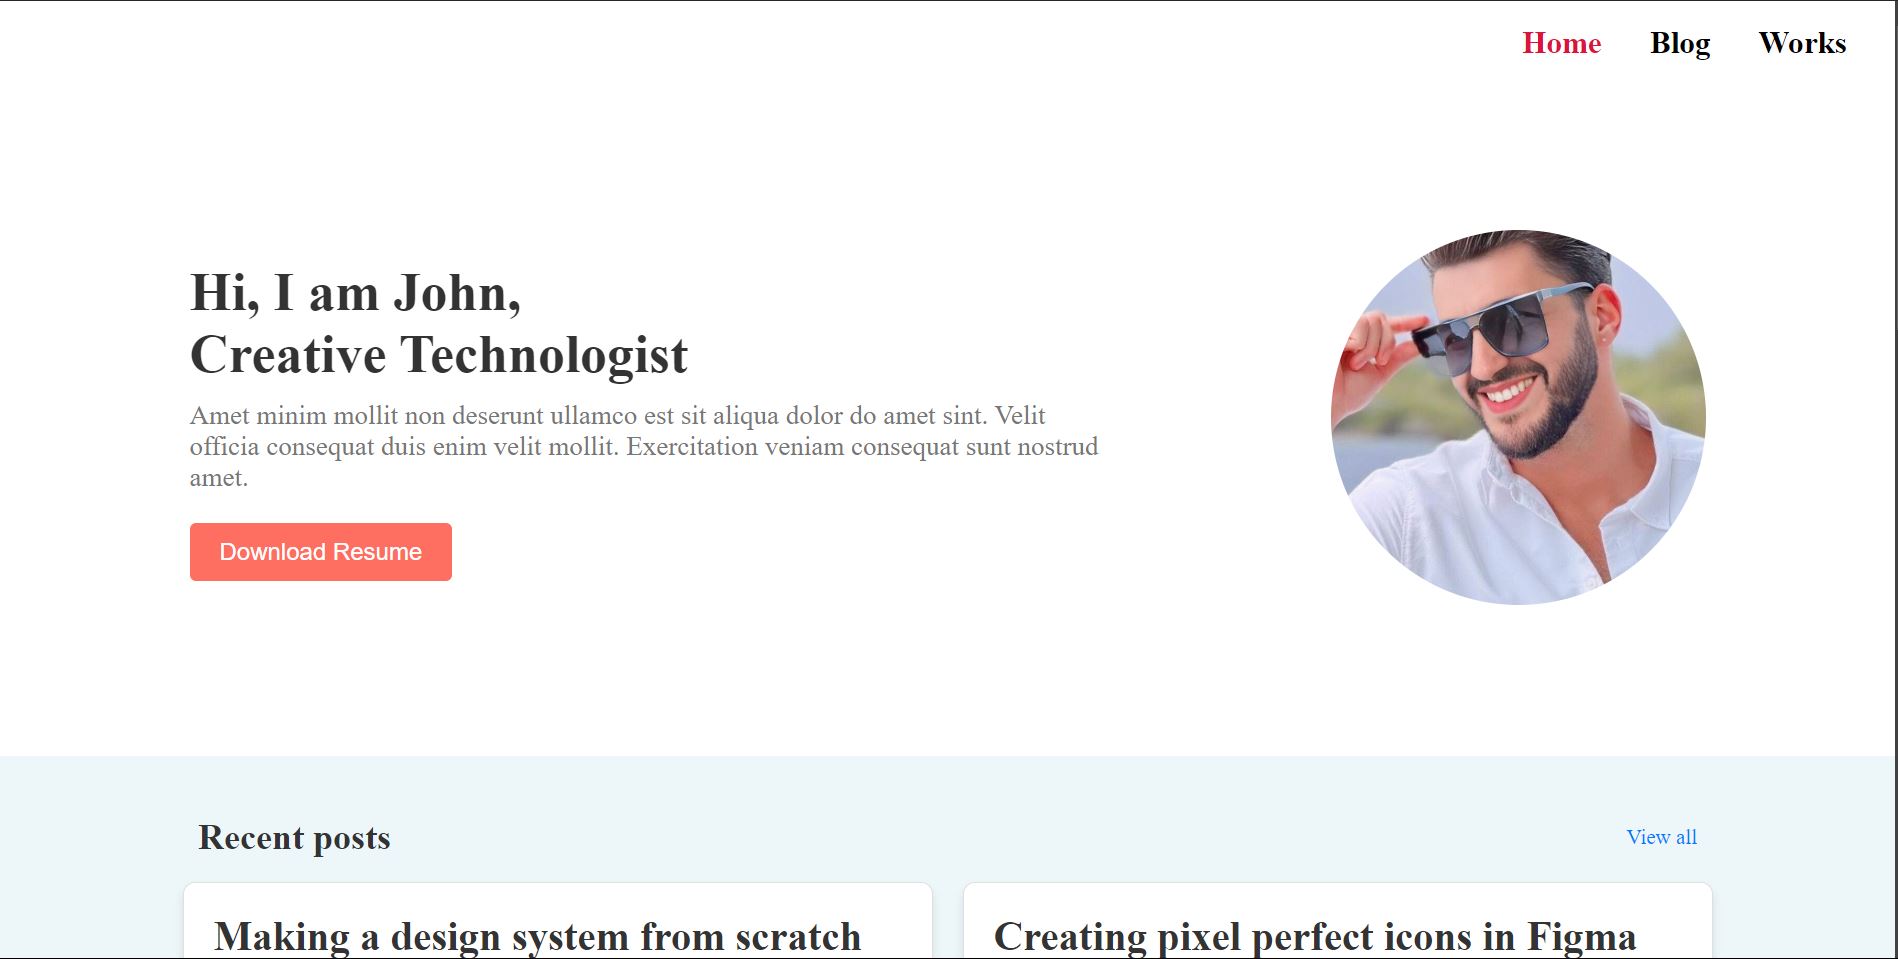 Home Blog Works
Hi, I am John,
Creative Technologist
Amet minim mollit non deserunt ullamco est sit aliqua dolor do amet sint. Velit
officia consequat duis enim velit mollit. Exercitation veniam consequat sunt nostrud
amet.
Download Resume
Recent posts
View all
Making a design system from scratch
Creating pixel perfect icons in Figma